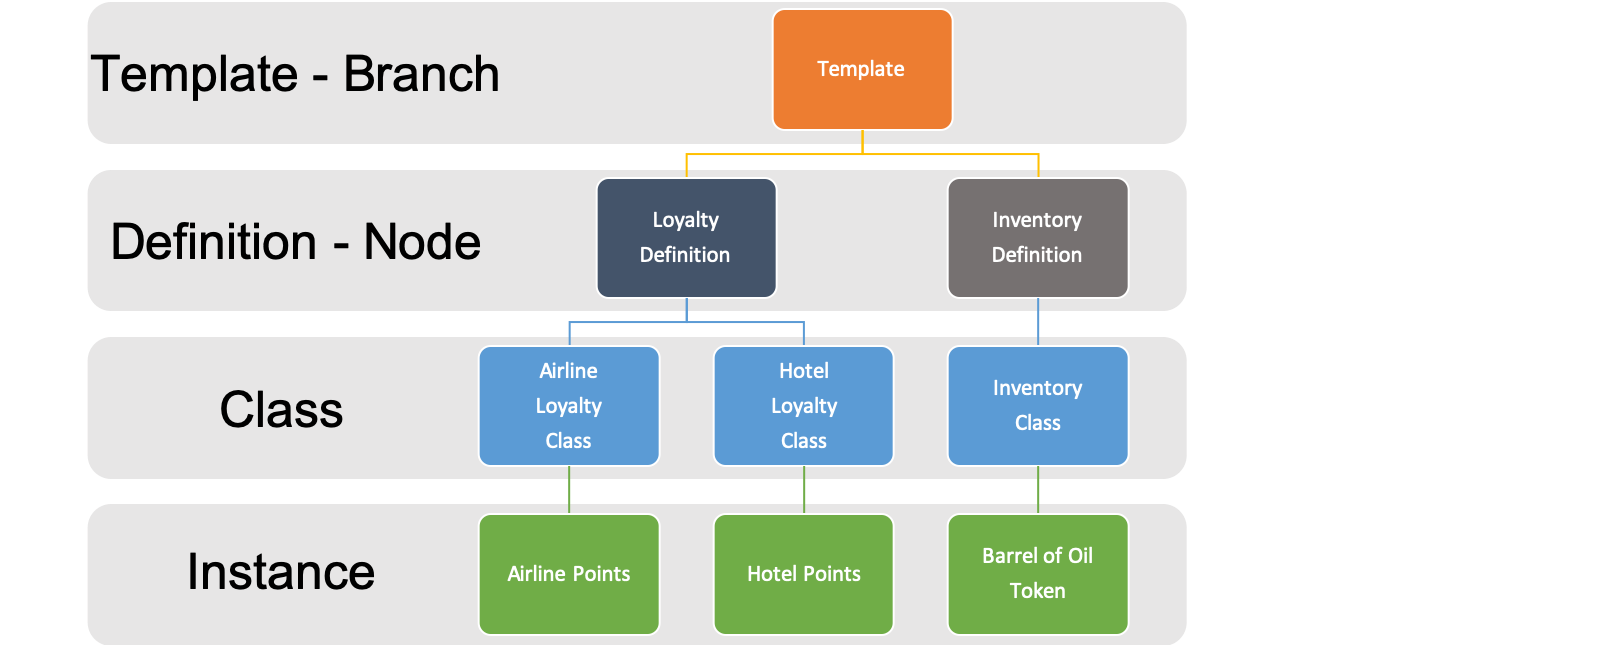 Template - Branch
Template
Definition - Node
Loyalty
Definition
Inventory
Definition
Class
Airline
Loyalty
Class
Hotel
Loyalty
Class
Inventory
Class
Instance
Airline Points
Hotel Points
Barrel of Oil
Token